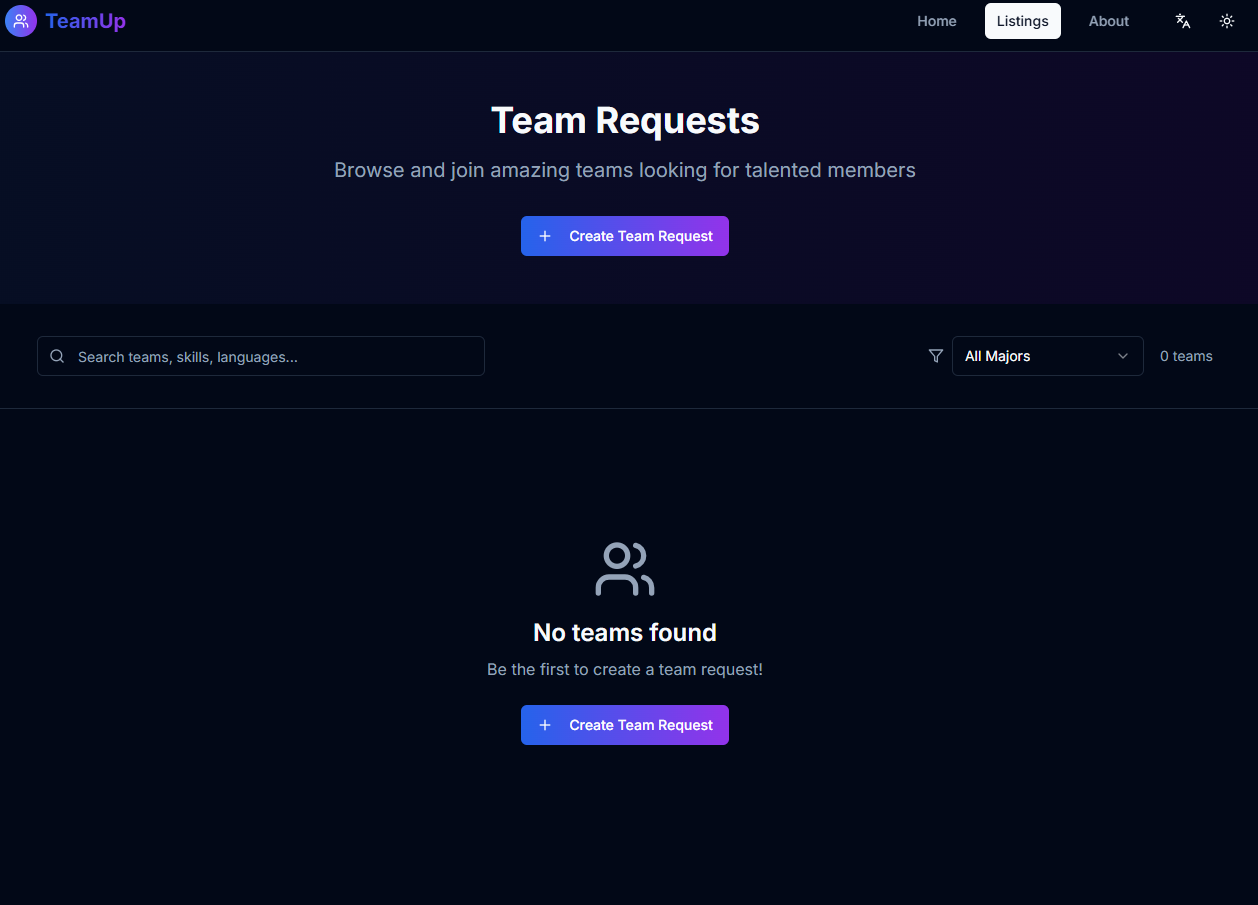 TeamUp
Home
Listings
About
Team Requests
Browse and join amazing teams looking for talented members
Create Team Request
Search teams, skills, languages...
All Majors
0 teams
No teams found
Be the first to create a team request!
Create Team Request